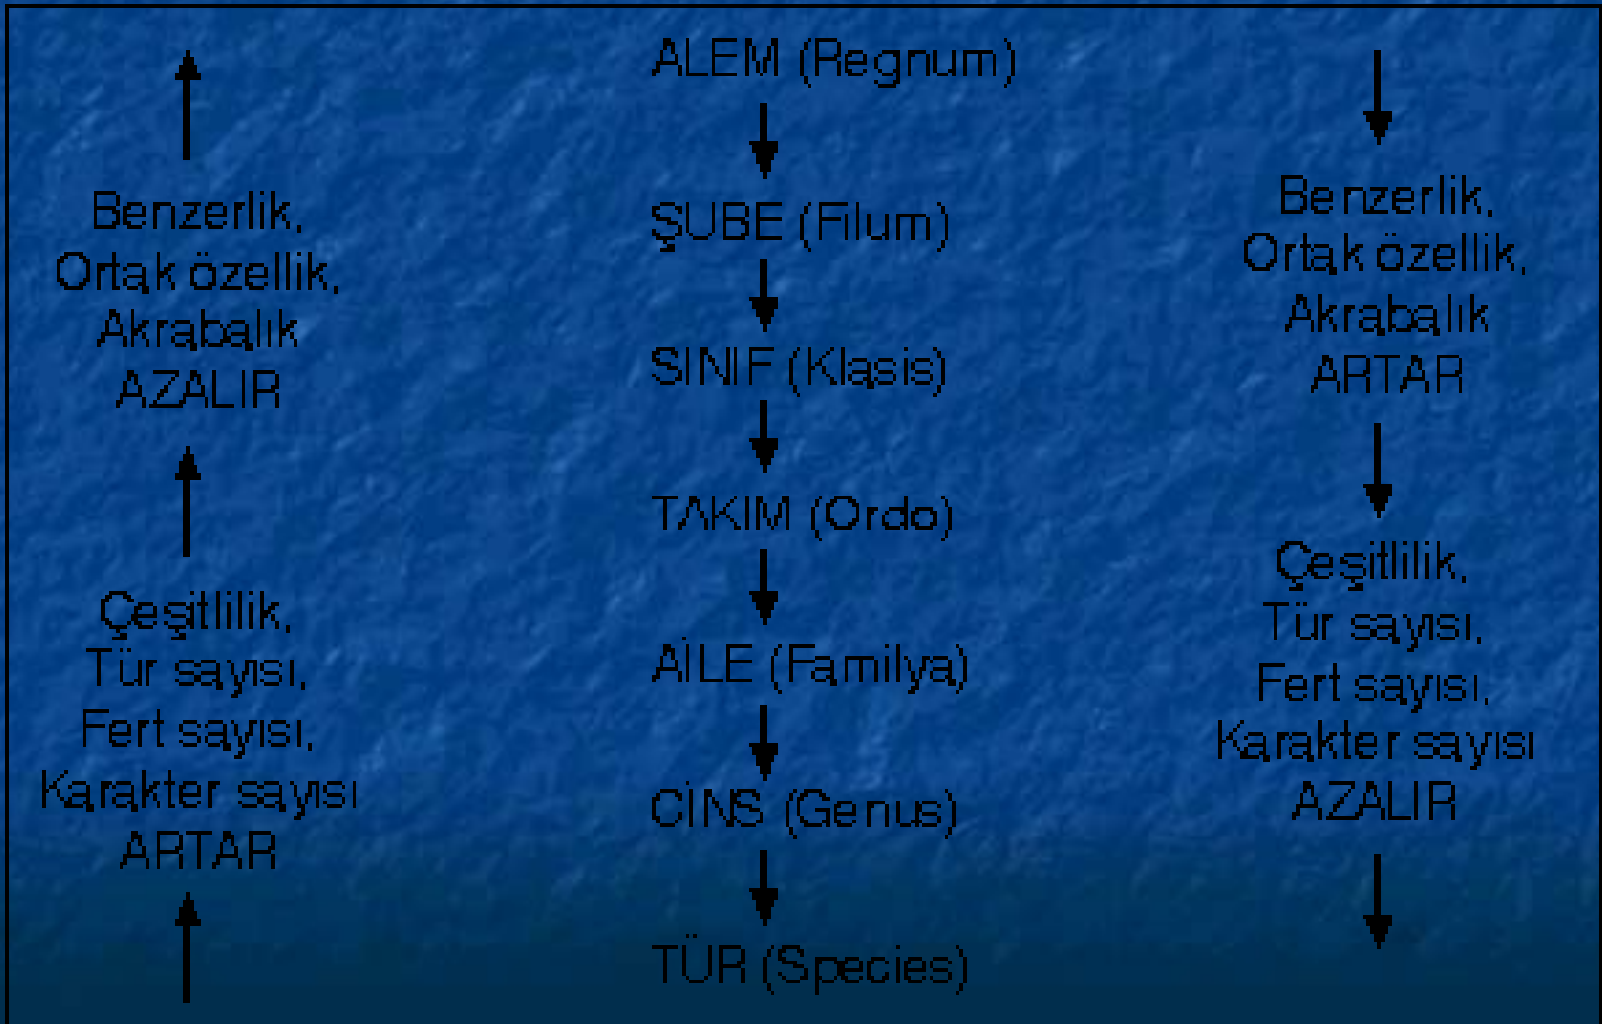 Benzerlik,
Ortak özellik,
Akrabalık
AZALIR
Çeşitlilik,
Tür sayısı,
Fert sayısı,
Karakter sayısı
ARTAR
ALEM (Regnum)
ŞUBE (Filum)
SINIF (Klasis)
TAKIM (Ordo)
AİLE (Familya)
CİNS (Genus)
TÜR (Species)
Benzerlik,
Ortak özellik,
Akrabalık
ARTAR
Çeşitlilik,
Tür sayısı,
Fert sayısı,
Karakter sayısı
AZALIR